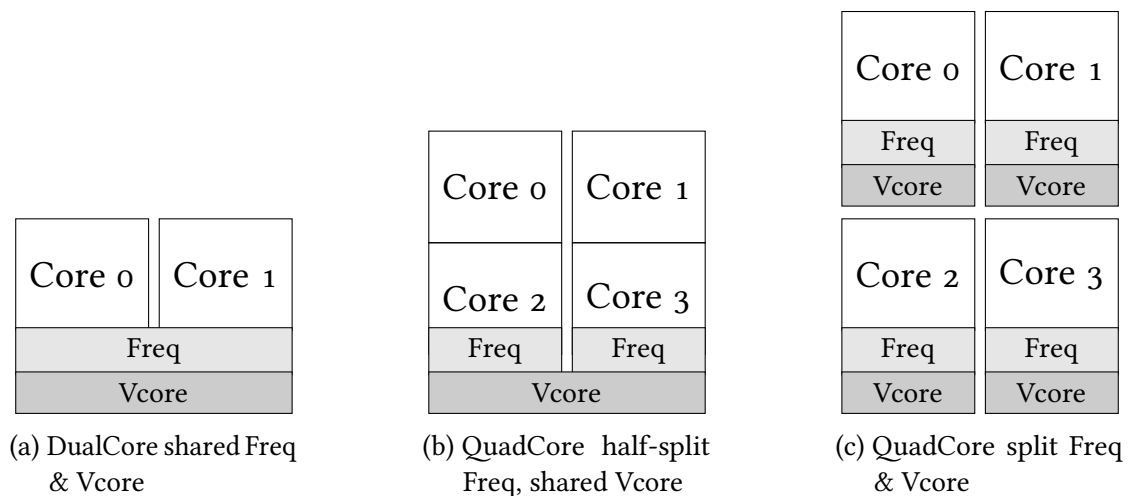 Core 0
Core 1
Freq
Vcore
(a) DualCore shared Freq
& Vcore
Core 0
Core 1
Core 2
Core 3
Freq
Freq
Vcore
(b) QuadCore half-split
Freq, shared Vcore
Core 0
Core 1
Freq
Freq
Vcore
Vcore
Core 2
Core 3
Freq
Freq
Vcore
Vcore
(c) QuadCore split Freq
& Vcore